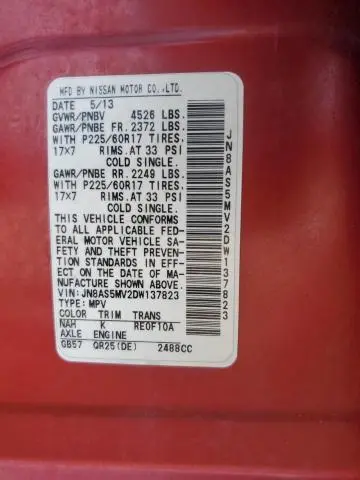 MFD BY NISSAN MOTOR CO.,LTD.
DATE 5/13
GVWR/PNBV 4526 LBS.
GAWR/PNBE FR. 2372 LBS.
WITH P225/60R17 TIRES,
17x7 RIMS, AT 33 PSI
COLD SINGLE.
GAWR/PNBE RR. 2249 LBS.
WITH P225/60R17 TIRES,
17x7 RIMS, AT 33 PSI
COLD SINGLE.
THIS VEHICLE CONFORMS
TO ALL APPLICABLE FED-
ERAL MOTOR VEHICLE SA-
FETY AND THEFT PREVEN-
TION STANDARDS IN EFF-
ECT ON THE DATE OF MA-
NUFACTURE SHOWN ABOVE.
VIN: JN8AS5MV2DW137823
TYPE: MPV
COLOR TRIM TRANS
NAH K RE0F10A
AXLE ENGINE
GB57 QR25(DE) 2488CC
JN8AS5MV2DW137823